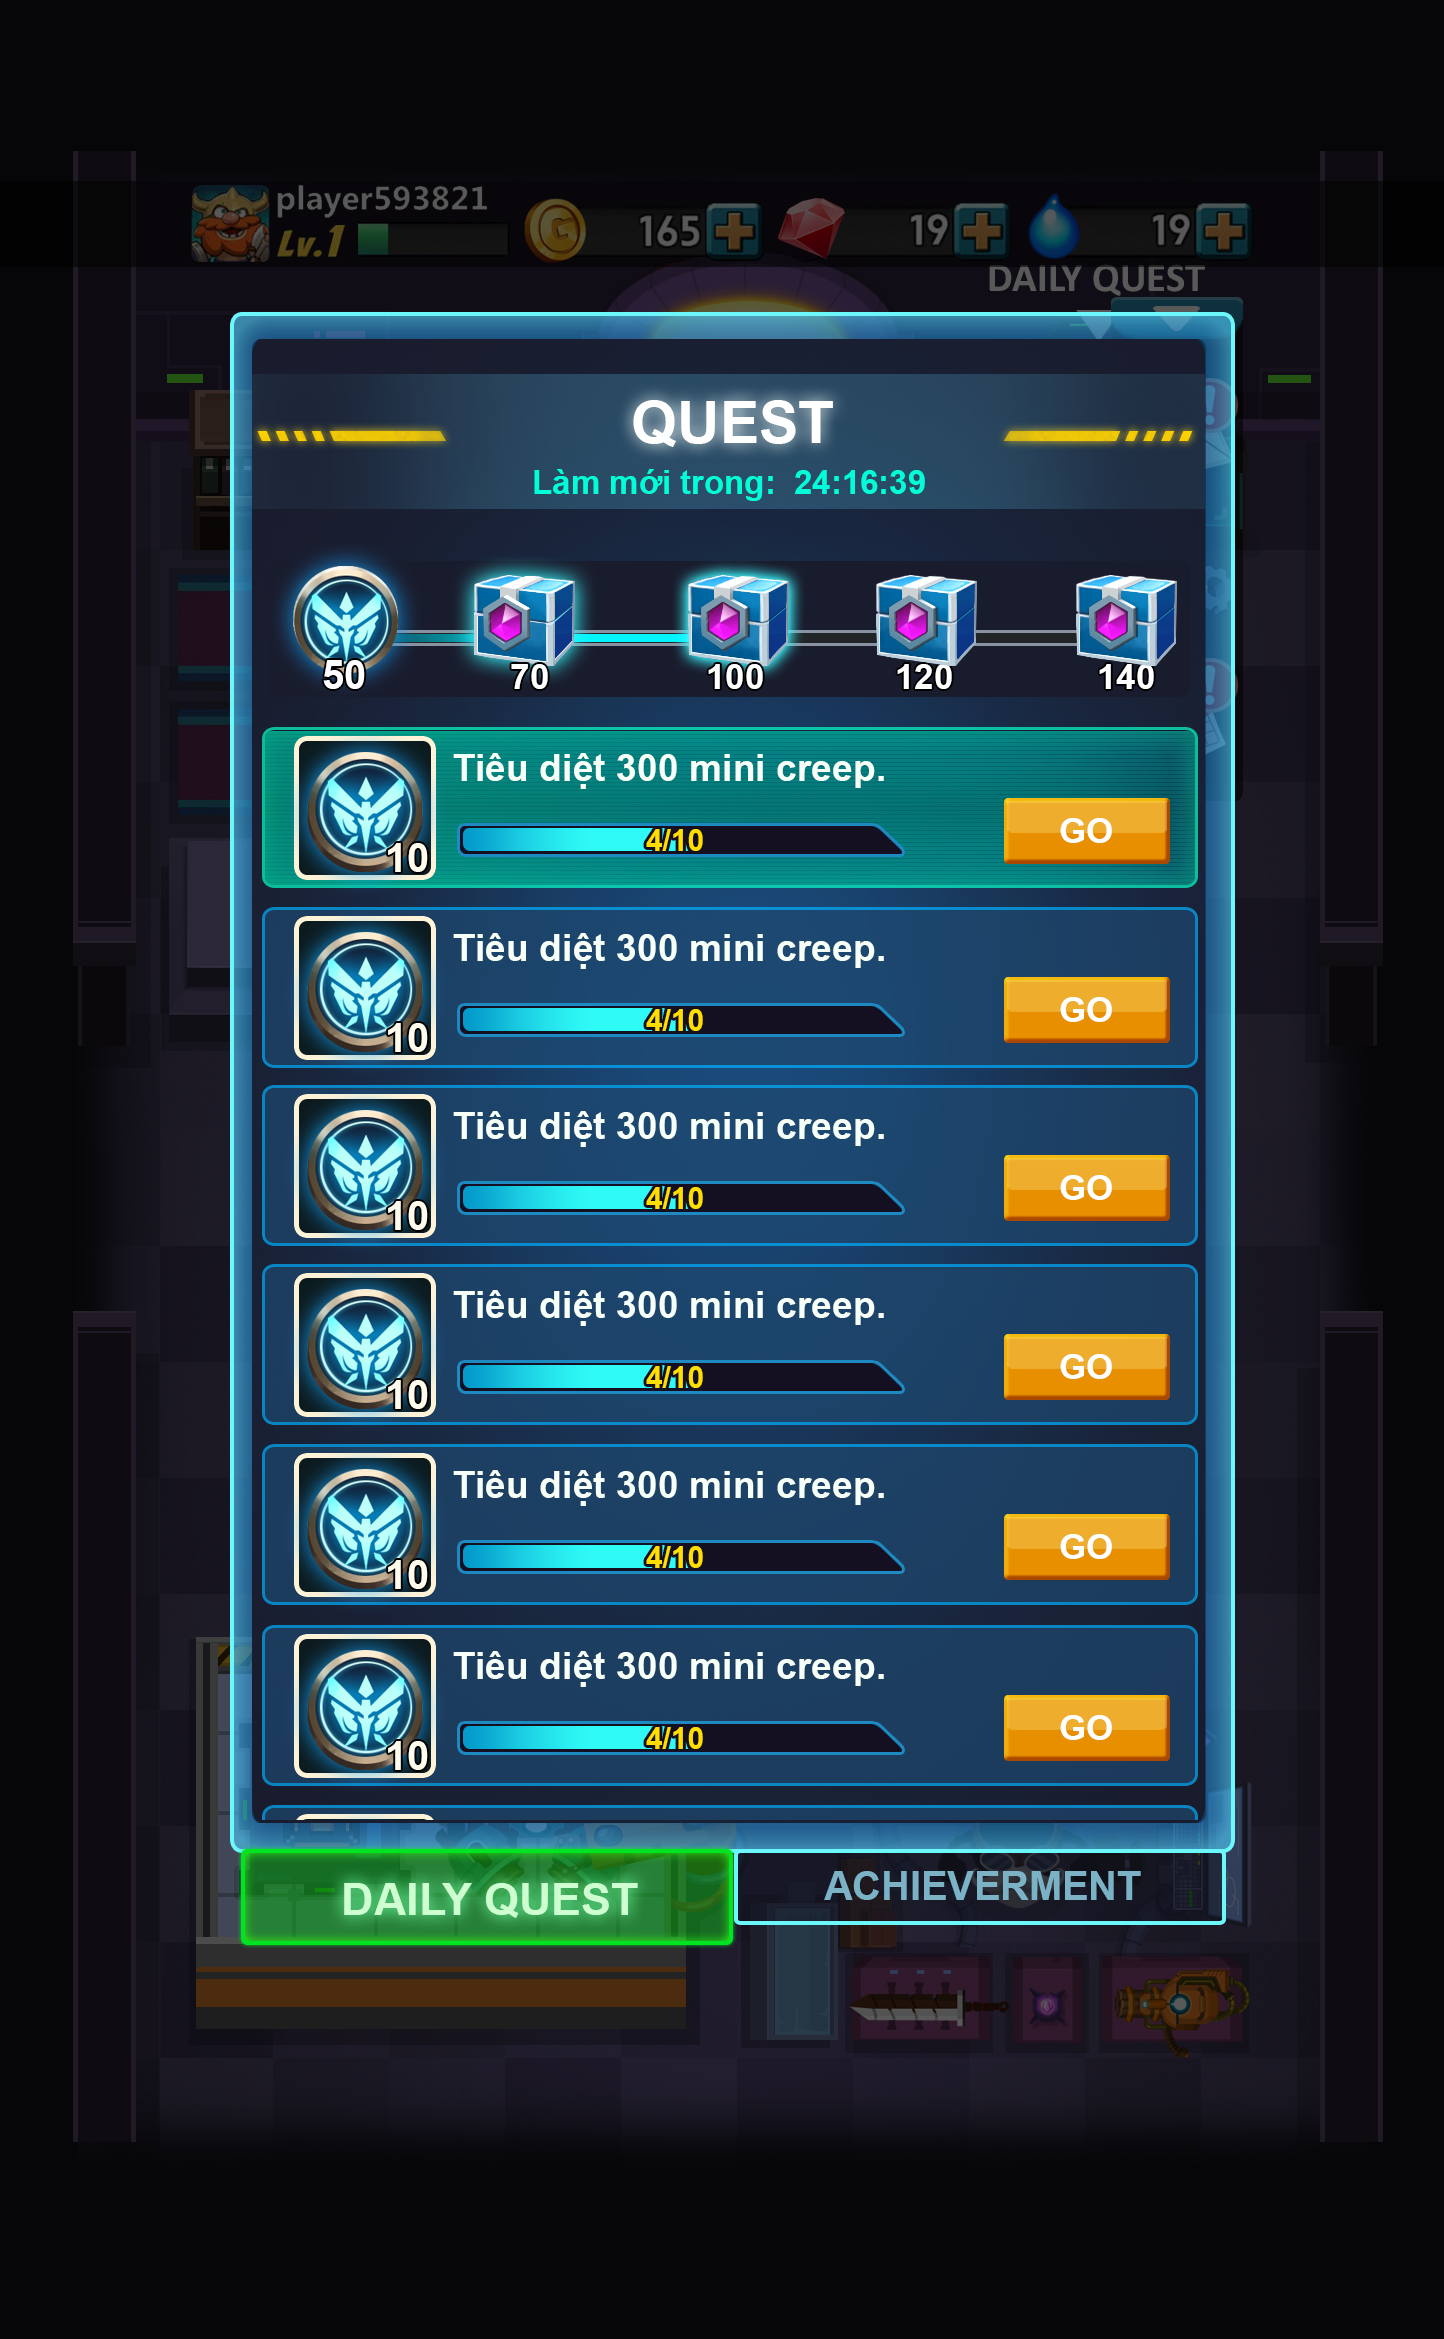 player593821
Lv.1
165
19
19
DAILY QUEST
QUEST
Làm mới trong: 24:16:39
50
70
100
120
140
Tiêu diệt 300 mini creep.
4/10
10
GO
Tiêu diệt 300 mini creep.
4/10
10
GO
Tiêu diệt 300 mini creep.
4/10
10
GO
Tiêu diệt 300 mini creep.
4/10
10
GO
Tiêu diệt 300 mini creep.
4/10
10
GO
Tiêu diệt 300 mini creep.
4/10
10
GO
DAILY QUEST
ACHIEVERMENT